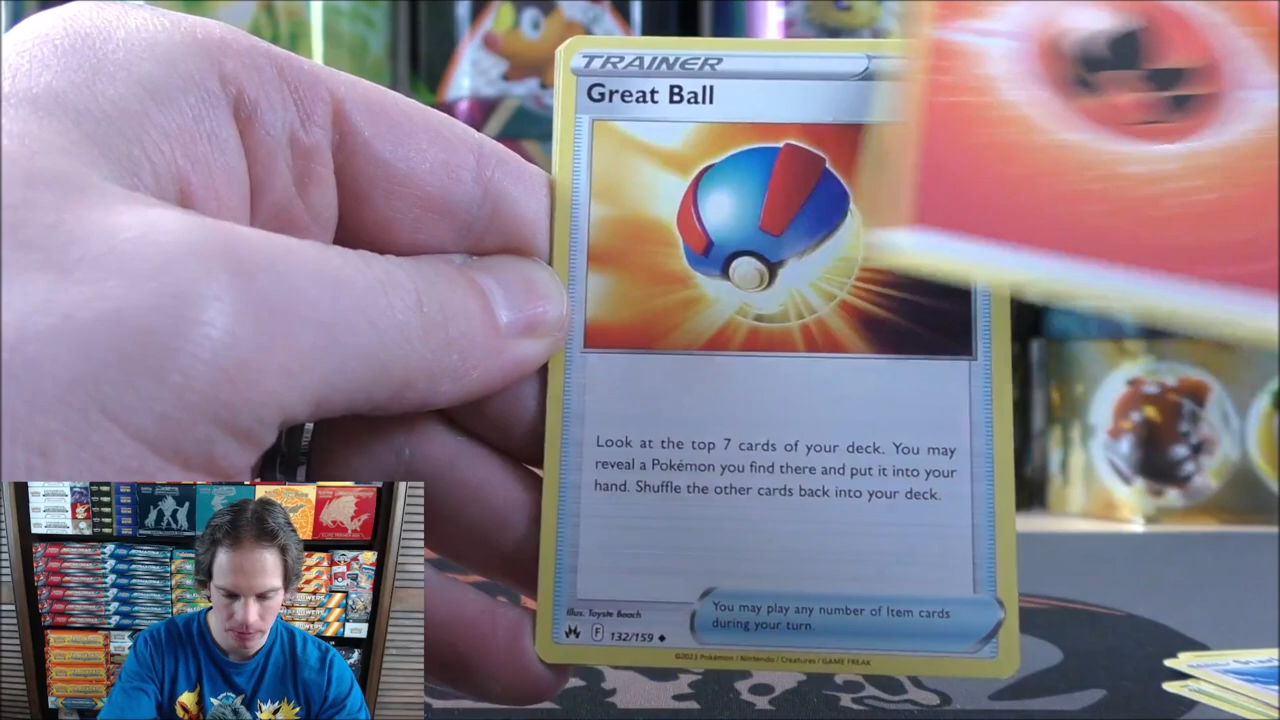 TRAINER
Great Ball
Look at the top 7 cards of your deck. You may
reveal a Pokémon you find there and put it into your
hand. Shuffle the other cards back into your deck.
You may play any number of Item cards
during your turn.
Illus. Toyste Beach
F 132/159
©2023 Pokémon / Nintendo / Creatures / GAME FREAK